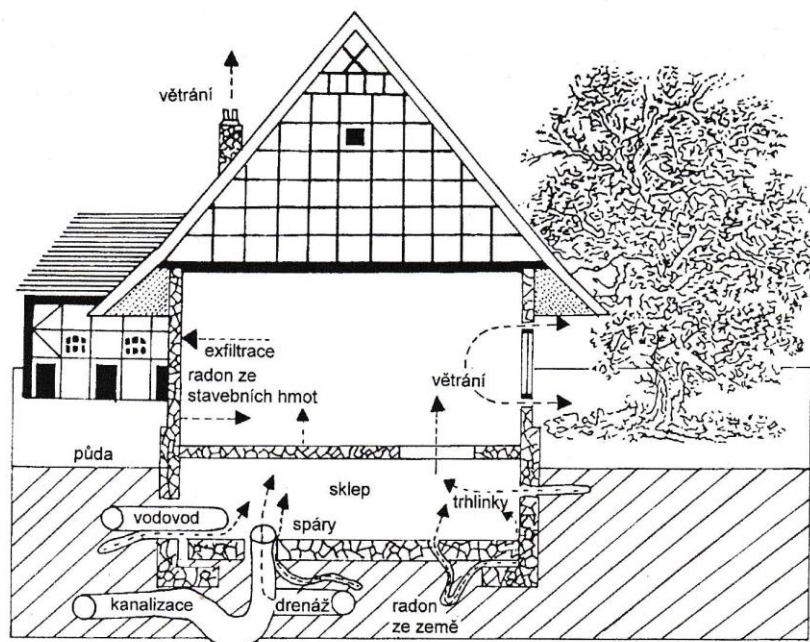 větrání
exfiltrace
radon ze
stavebních hmot
větrání
půda
sklep
trhlinky
vodovod
spáry
kanalizace
drenáž
radon
ze země